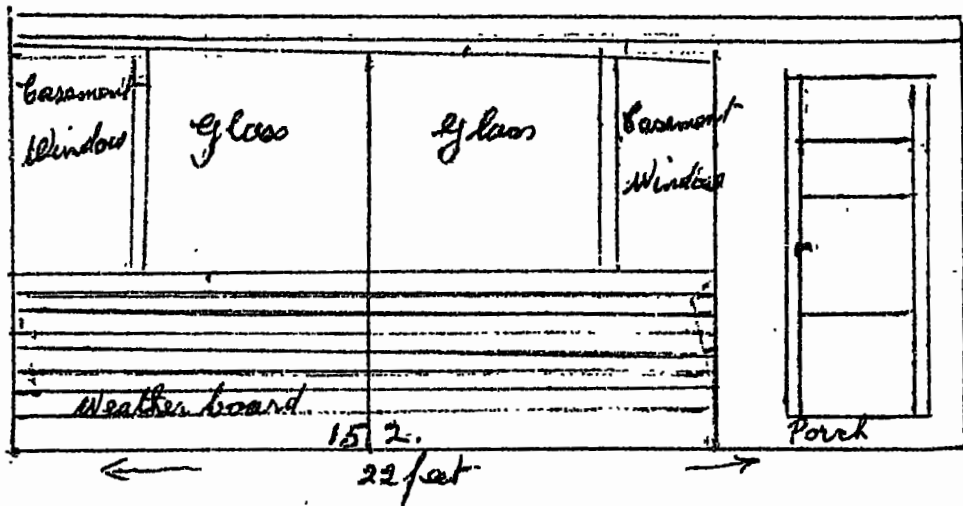 Casement
Window
Glass
Glass
Casement
Window
Weather board
15 2.
Porch
22 feet